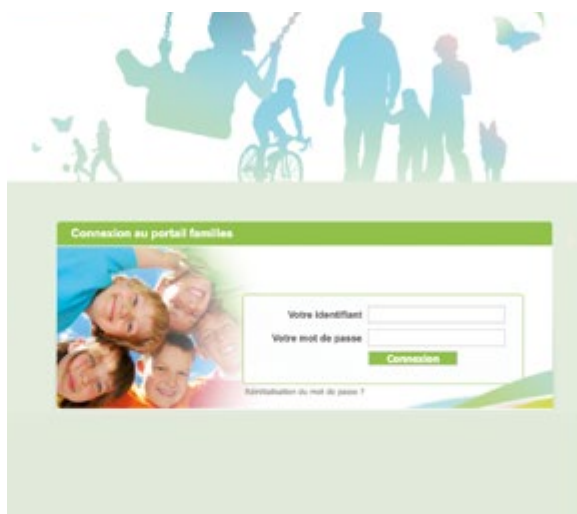 Connexion au portail familles
Votre identifiant
Votre mot de passe
Connexion
Réinitialisation du mot de passe ?